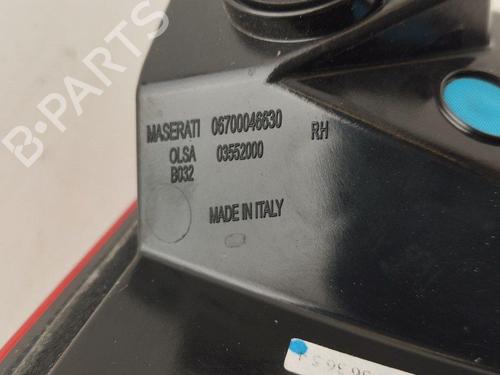 B-PARTS
MASERATI 06700046630 RH
OLSA 03552000
B032
MADE IN ITALY